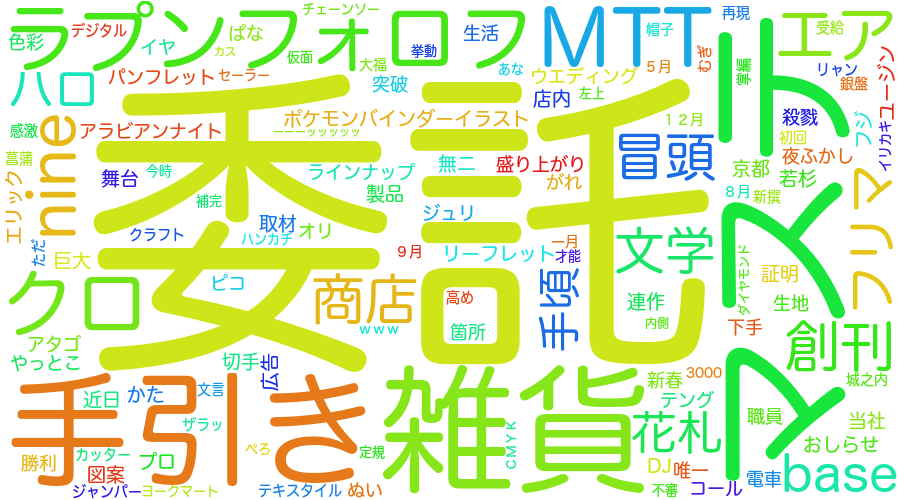 ラプンフォロフ
MTT
エア
チェーンソー
デジタル
色彩
イヤ
ぱな
カス
仮面
大福
挙動
生活
あな
帽子
再現
受給
パンフレット
セーラー
突破
ウエディング
5月
むぎ
掌編
リャン
銀盤
ユージン
ハロ
店内
左上
感激
アラビアンナイト
ポケモンバインダーイラスト
12月
殺戮
フジ
イリカキ
nine
ーーーッッッッッ
冒頭
初回
菖蒲
今時
ラインナップ
無二
盛り上がり
京都
夜ふかし
舞台
製品
がれ
若杉
エリック
補完
8月
新撰
委託
ステ
マス
フリマ
取材
オリ
ジュリ
クラフト
ハンカチ
9月
リーフレット
一月
才能
文学
ただ
巨大
ピコ
高め
手頃
ダイヤモンド
証明
クロ
商店
連作
生地
www
箇所
内側
下手
創刊
アタゴ
やっとこ
切手
広告
城之内
手引き
雑貨
新春
3000
近日
かた
文言
テング
職員
当社
ザラッ
花札
おしらせ
ぺろ
定規
CMYK
勝利
カッター
図案
プロ
DJ
唯一
base
ジャンパー
ヨークマート
テキスタイル
ぬい
不審
コール
電車